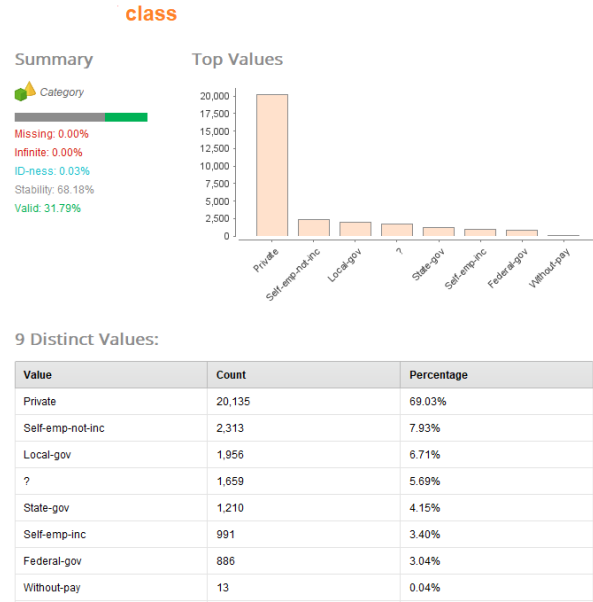 class
Summary
Top Values
Category
Missing: 0.00%
Infinite: 0.00%
ID-ness: 0.03%
Stability: 68.18%
Valid: 31.79%
20,000
17,500
15,000
12,500
10,000
7,500
5,000
2,500
0
Private
Self-emp-not-inc
Local-gov
?
State-gov
Self-emp-inc
Federal-gov
Without-pay
9 Distinct Values:
Value Count Percentage
Private 20,135 69.03%
Self-emp-not-inc 2,313 7.93%
Local-gov 1,956 6.71%
? 1,659 5.69%
State-gov 1,210 4.15%
Self-emp-inc 991 3.40%
Federal-gov 886 3.04%
Without-pay 13 0.04%